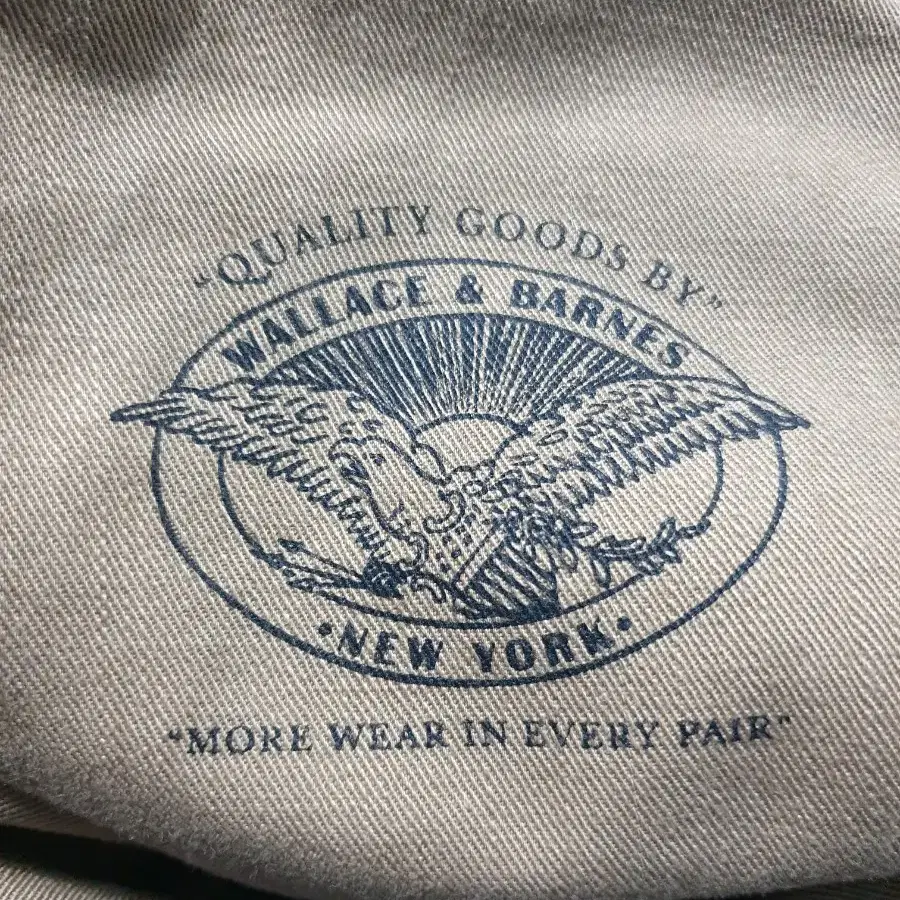 "QUALITY GOODS BY"
WALLACE & BARNES
•NEW YORK•
"MORE WEAR IN EVERY PAIR"